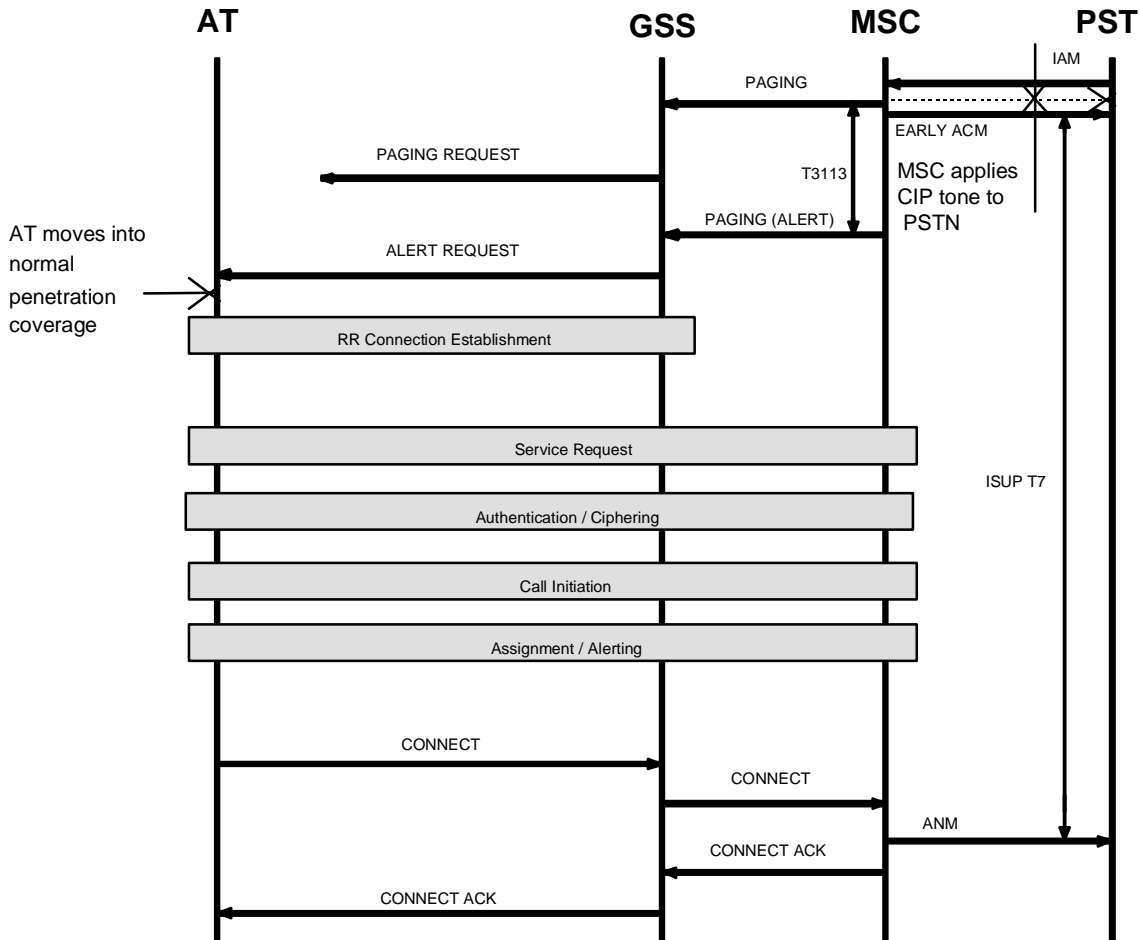 AT
GSS
MSC
PST
IAM
PAGING
EARLY ACM
PAGING REQUEST
T3113
MSC applies
CIP tone to
PSTN
PAGING (ALERT)
AT moves into
normal
penetration
coverage
ALERT REQUEST
RR Connection Establishment
Service Request
ISUP T7
Authentication / Ciphering
Call Initiation
Assignment / Alerting
CONNECT
CONNECT
ANM
CONNECT ACK
CONNECT ACK